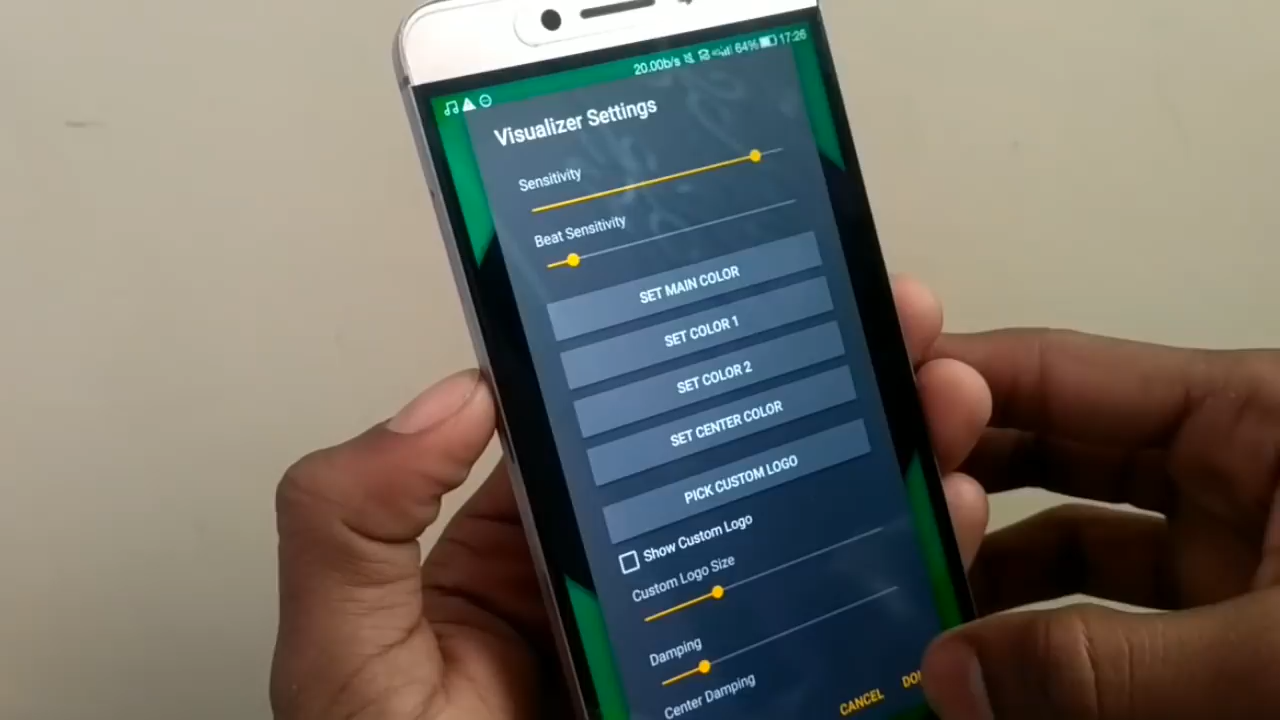 20.00b/s 4G 64% 17:26
Visualizer Settings
Sensitivity
Beat Sensitivity
SET MAIN COLOR
SET COLOR 1
SET COLOR 2
SET CENTER COLOR
PICK CUSTOM LOGO
Show Custom Logo
Custom Logo Size
Damping
Center Damping
CANCEL